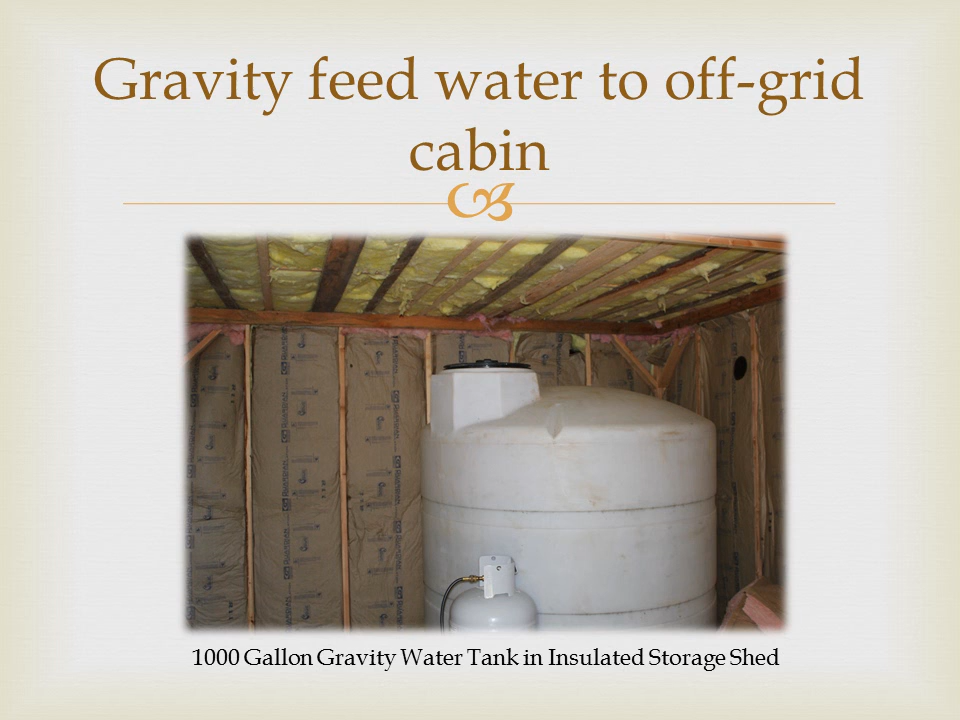 Gravity feed water to off-grid
cabin
1000 Gallon Gravity Water Tank in Insulated Storage Shed